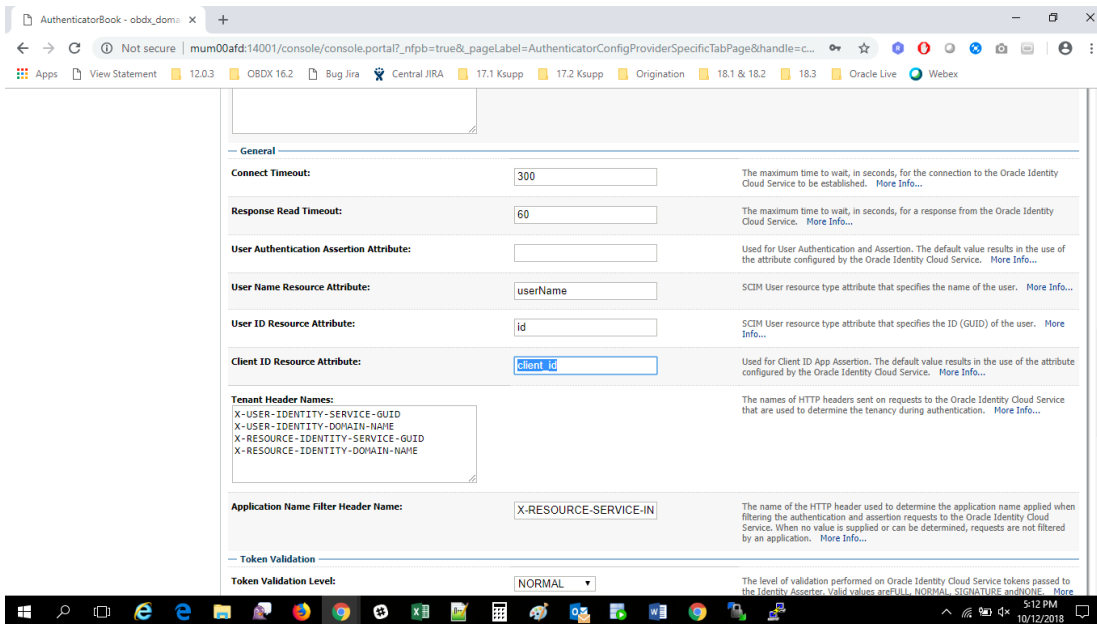 AuthenticatorBook - obdx_doma
Not secure | mum00afd:14001/console/console.portal?_nfpb=true&_pageLabel=AuthenticatorConfigProviderSpecificTabPage&handle=c...
Apps View Statement 12.0.3 OBDX 16.2 Bug Jira Central JIRA 17.1 Ksupp 17.2 Ksupp Origination 18.1 & 18.2 18.3 Oracle Live Webex
General
Connect Timeout: 300 The maximum time to wait, in seconds, for the connection to the Oracle Identity
Cloud Service to be established. More Info...
Response Read Timeout: 60 The maximum time to wait, in seconds, for a response from the Oracle Identity
Cloud Service. More Info...
User Authentication Assertion Attribute: Used for User Authentication and Assertion. The default value results in the use of
the attribute configured by the Oracle Identity Cloud Service. More Info...
User Name Resource Attribute: userName SCIM User resource type attribute that specifies the name of the user. More Info...
User ID Resource Attribute: id SCIM User resource type attribute that specifies the ID (GUID) of the user. More
Info...
Client ID Resource Attribute: client_id Used for Client ID App Assertion. The default value results in the use of the attribute
configured by the Oracle Identity Cloud Service. More Info...
Tenant Header Names: The names of HTTP headers sent on requests to the Oracle Identity Cloud Service
that are used to determine the tenancy during authentication. More Info...
X-USER-IDENTITY-SERVICE-GUID
X-USER-IDENTITY-DOMAIN-NAME
X-RESOURCE-IDENTITY-SERVICE-GUID
X-RESOURCE-IDENTITY-DOMAIN-NAME
Application Name Filter Header Name: X-RESOURCE-SERVICE-IN The name of the HTTP header used to determine the application name applied when
filtering the authentication and assertion requests to the Oracle Identity Cloud
Service. When no value is supplied or can be determined, requests are not filtered
by an application. More Info...
Token Validation
Token Validation Level: NORMAL The level of validation performed on Oracle Identity Cloud Service tokens passed to
the Identity Asserter. Valid values areFULL, NORMAL, SIGNATURE andNONE. More
5:12 PM
10/12/2018